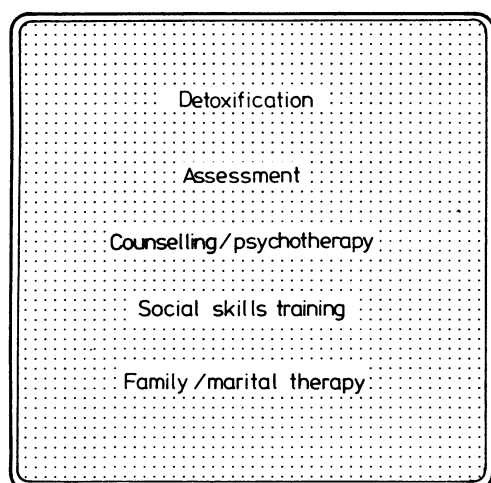 Detoxification
Assessment
Counselling/psychotherapy
Social skills training
Family/marital therapy